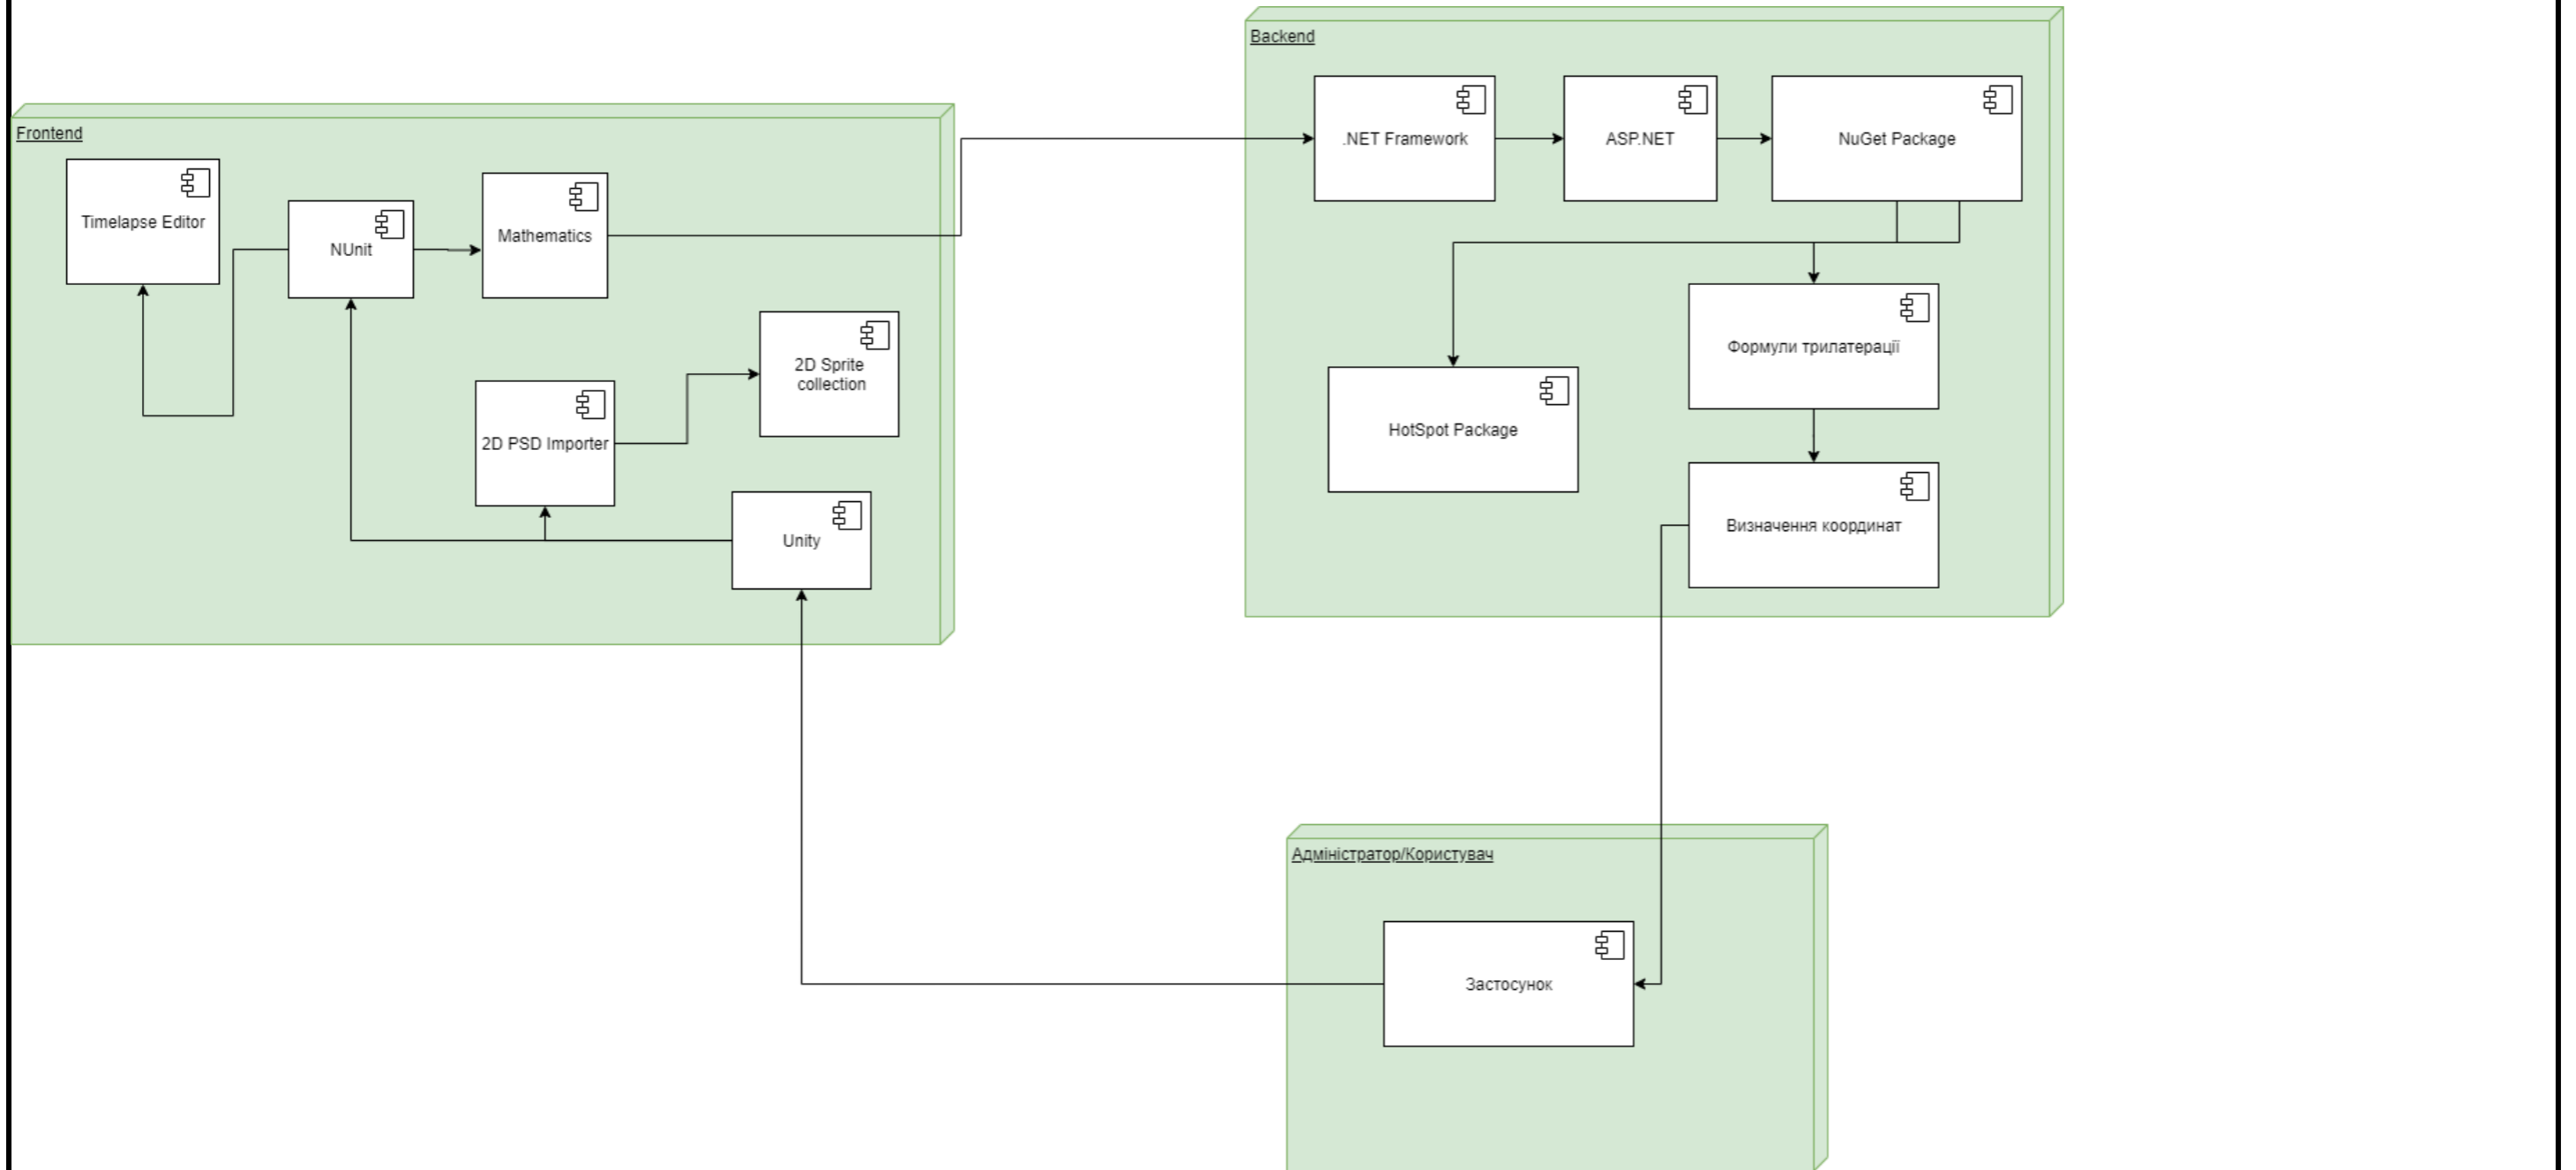 Backend
.NET Framework
ASP.NET
NuGet Package
Формули трилатерації
HotSpot Package
Визначення координат
Frontend
Timelapse Editor
NUnit
Mathematics
2D Sprite
collection
2D PSD Importer
Unity
Адміністратор/Користувач
Застосунок